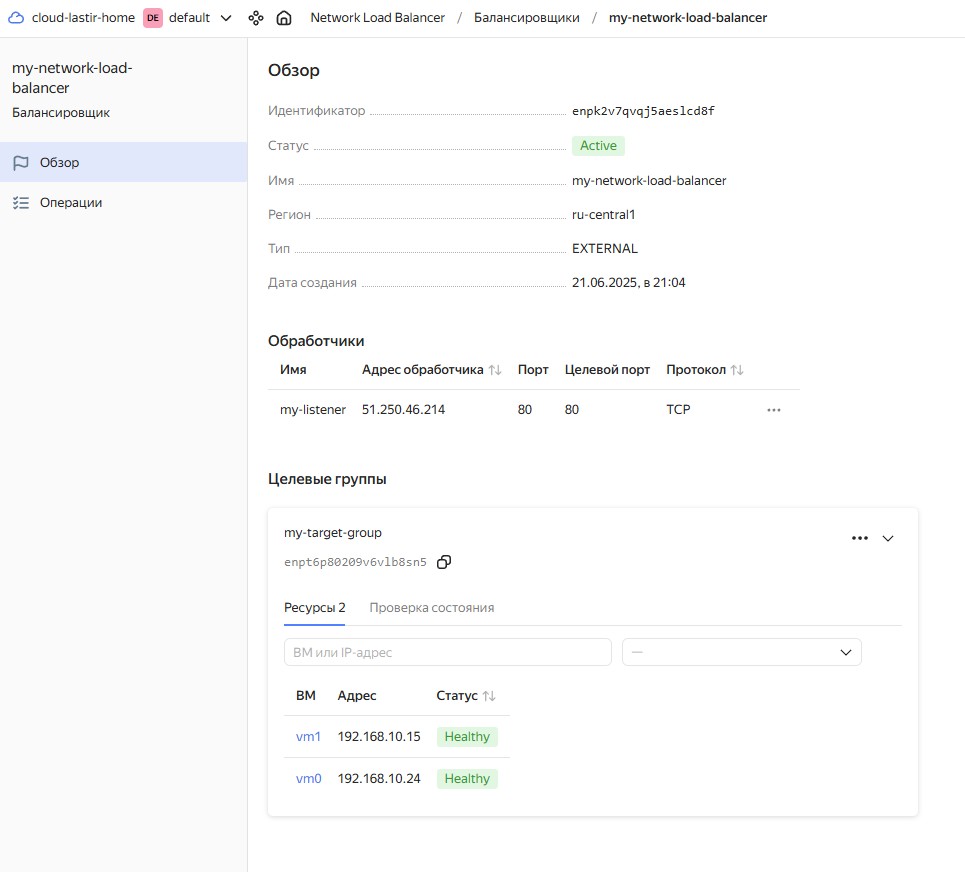 cloud-lastir-home DE default Network Load Balancer / Балансировщики / my-network-load-balancer
my-network-load-
balancer
Балансировщик
Обзор
Операции
Обзор
Идентификатор enpk2v7qvqj5aeslcd8f
Статус Active
Имя my-network-load-balancer
Регион ru-central1
Тип EXTERNAL
Дата создания 21.06.2025, в 21:04
Обработчики
Имя Адрес обработчика Порт Целевой порт Протокол
my-listener 51.250.46.214 80 80 TCP
Целевые группы
my-target-group
enpt6p80209v6vlb8sn5
Ресурсы 2 Проверка состояния
ВМ или IP-адрес —
ВМ Адрес Статус
vm1 192.168.10.15 Healthy
vm0 192.168.10.24 Healthy